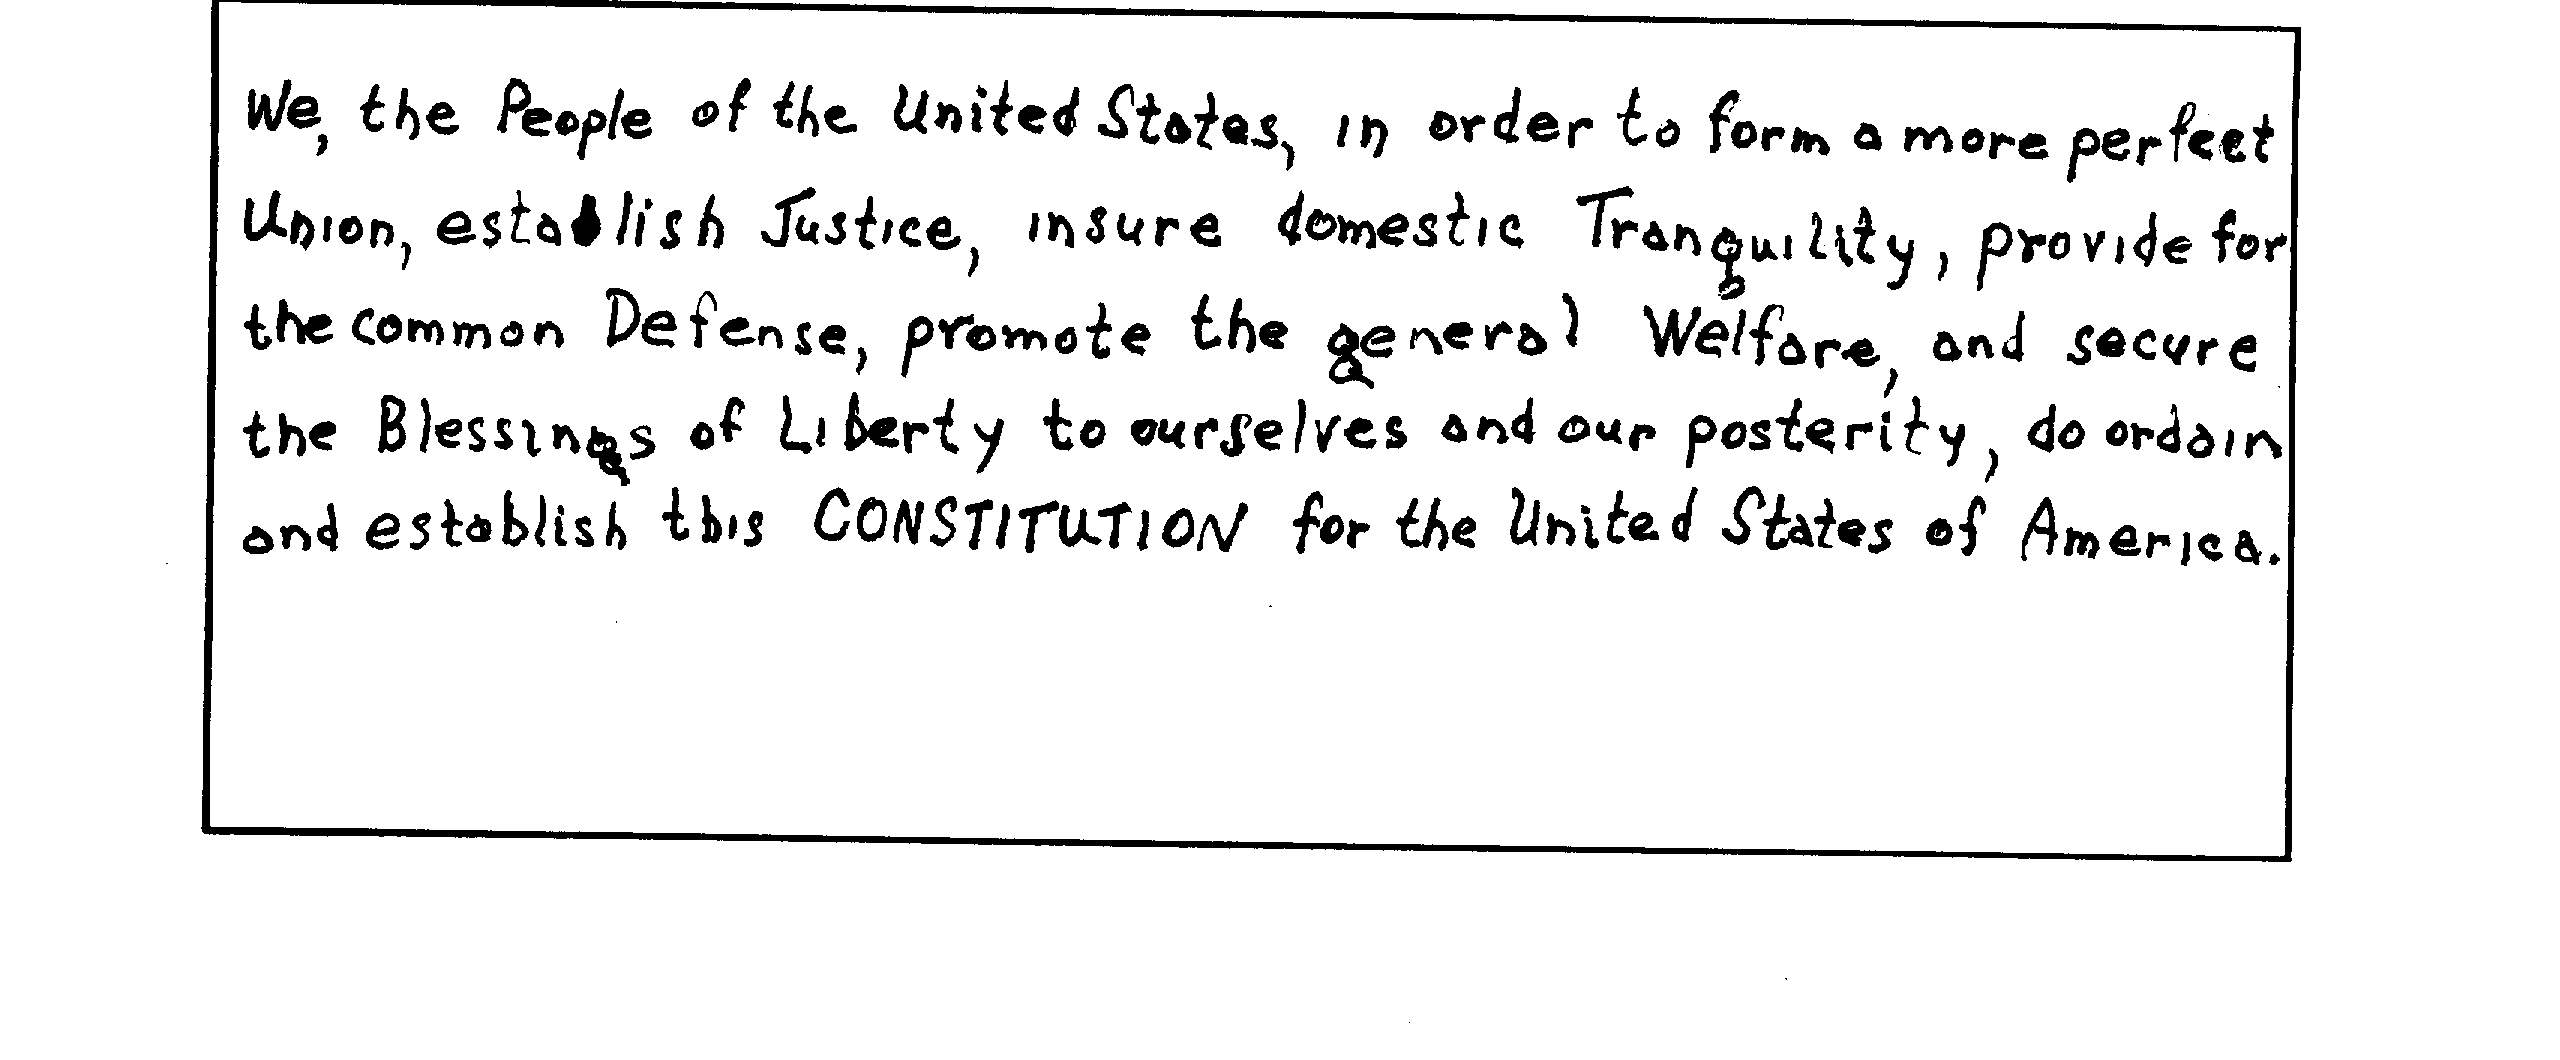 We, the People of the United States, in order to form a more perfect
Union, establish Justice, insure domestic Tranquility, provide for
the common Defense, promote the general Welfare, and secure
the Blessings of Liberty to ourselves and our posterity, do ordain
and establish this CONSTITUTION for the United States of America.